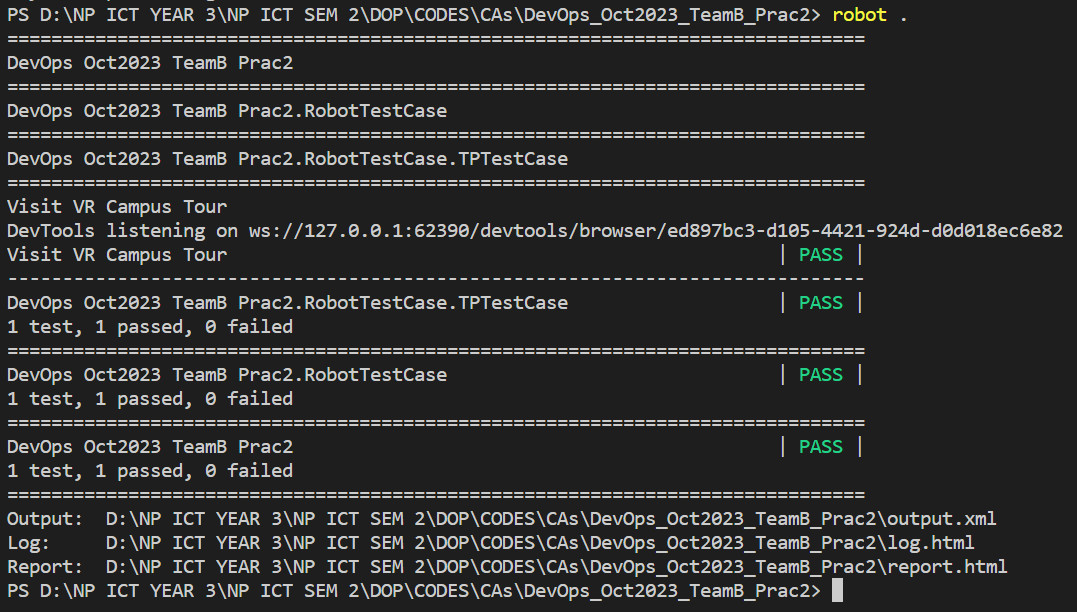 PS D:\NP ICT YEAR 3\NP ICT SEM 2\DOP\CODES\CAs\DevOps_Oct2023_TeamB_Prac2> robot .
==============================================================================
DevOps Oct2023 TeamB Prac2
==============================================================================
DevOps Oct2023 TeamB Prac2.RobotTestCase
==============================================================================
DevOps Oct2023 TeamB Prac2.RobotTestCase.TPTestCase
==============================================================================
Visit VR Campus Tour
DevTools listening on ws://127.0.0.1:62390/devtools/browser/ed897bc3-d105-4421-924d-d0d018ec6e82
Visit VR Campus Tour                                                  | PASS |
------------------------------------------------------------------------------
DevOps Oct2023 TeamB Prac2.RobotTestCase.TPTestCase                   | PASS |
1 test, 1 passed, 0 failed
==============================================================================
DevOps Oct2023 TeamB Prac2.RobotTestCase                              | PASS |
1 test, 1 passed, 0 failed
==============================================================================
DevOps Oct2023 TeamB Prac2                                            | PASS |
1 test, 1 passed, 0 failed
==============================================================================
Output:  D:\NP ICT YEAR 3\NP ICT SEM 2\DOP\CODES\CAs\DevOps_Oct2023_TeamB_Prac2\output.xml
Log:     D:\NP ICT YEAR 3\NP ICT SEM 2\DOP\CODES\CAs\DevOps_Oct2023_TeamB_Prac2\log.html
Report:  D:\NP ICT YEAR 3\NP ICT SEM 2\DOP\CODES\CAs\DevOps_Oct2023_TeamB_Prac2\report.html
PS D:\NP ICT YEAR 3\NP ICT SEM 2\DOP\CODES\CAs\DevOps_Oct2023_TeamB_Prac2>